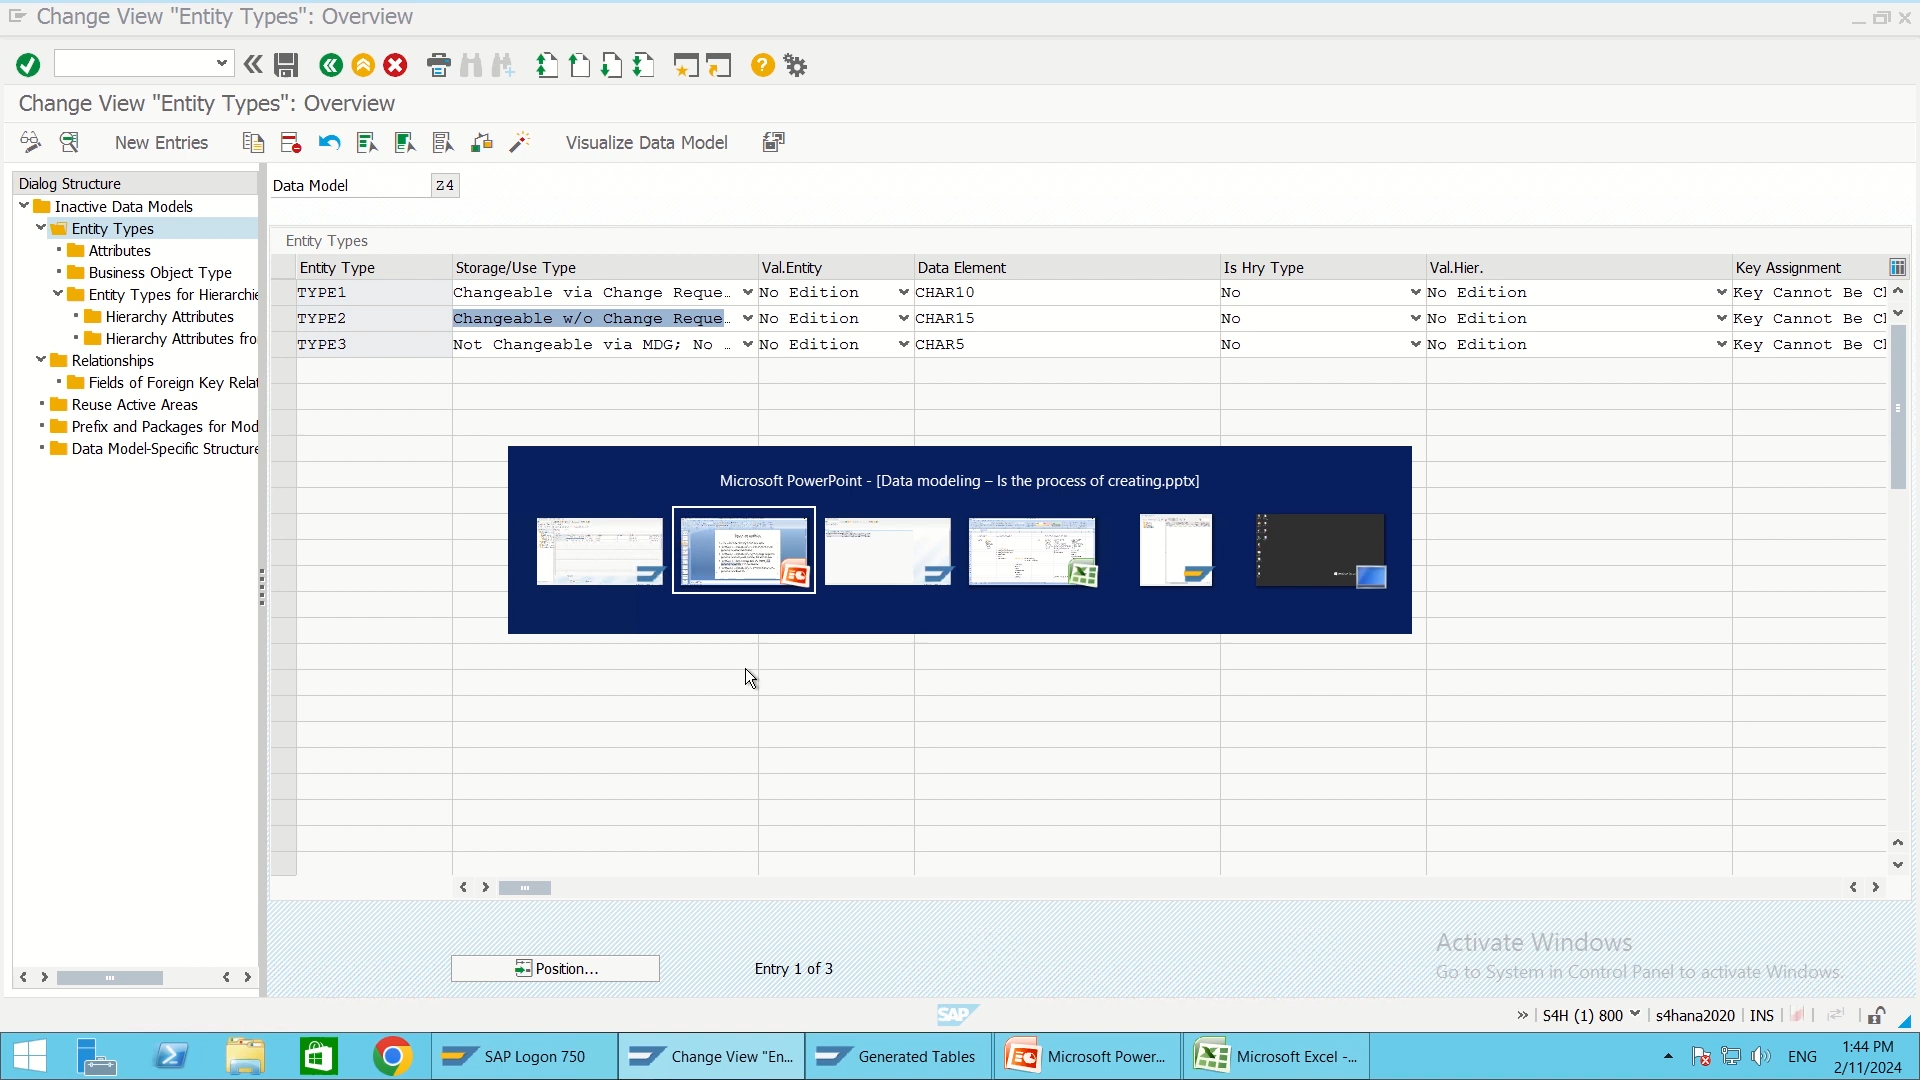 Change View "Entity Types": Overview
Change View "Entity Types": Overview
New Entries
Visualize Data Model
Dialog Structure
Inactive Data Models
Entity Types
Attributes
Business Object Type
Entity Types for Hierarchie
Hierarchy Attributes
Hierarchy Attributes fro
Relationships
Fields of Foreign Key Relat
Reuse Active Areas
Prefix and Packages for Mod
Data Model-Specific Structure
Data Model Z4
Entity Types
Entity Type Storage/Use Type Val.Entity Data Element Is Hry Type Val.Hier. Key Assignment
TYPE1 Changeable via Change Reque… No Edition CHAR10 No No Edition Key Cannot Be C
TYPE2 Changeable w/o Change Reque… No Edition CHAR15 No No Edition Key Cannot Be C
TYPE3 Not Changeable via MDG; No … No Edition CHAR5 No No Edition Key Cannot Be C
Microsoft PowerPoint - [Data modeling – Is the process of creating.pptx]
Position...
Entry 1 of 3
Activate Windows
Go to System in Control Panel to activate Windows.
SAP
S4H (1) 800 s4hana2020 INS
SAP Logon 750
Change View "En...
Generated Tables
Microsoft Power...
Microsoft Excel -...
ENG
1:44 PM
2/11/2024